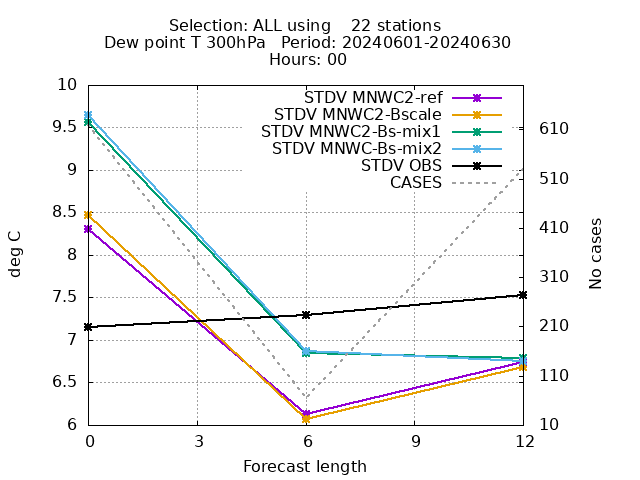 Selection: ALL using    22 stations
Dew point T 300hPa   Period: 20240601-20240630
Hours: 00
STDV MNWC2-ref
STDV MNWC2-Bscale
STDV MNWC2-Bs-mix1
STDV MNWC-Bs-mix2
STDV OBS
CASES
10
9.5
9
8.5
8
7.5
7
6.5
6
610
510
410
310
210
110
10
deg C
No cases
0 3 6 9 12
Forecast length